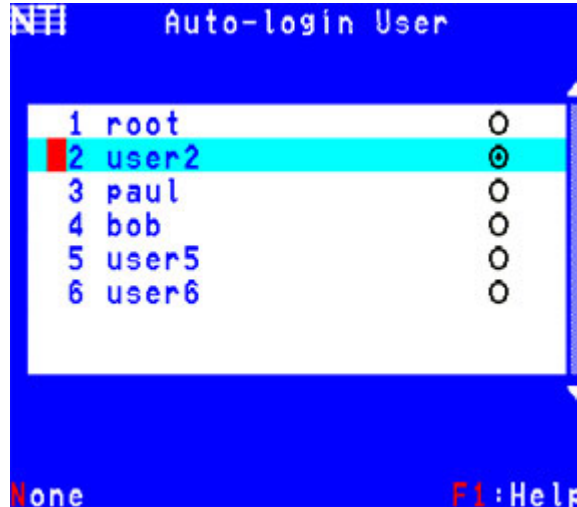 NTI Auto-login User
1 root
2 user2
3 paul
4 bob
5 user5
6 user6
None F1:Help